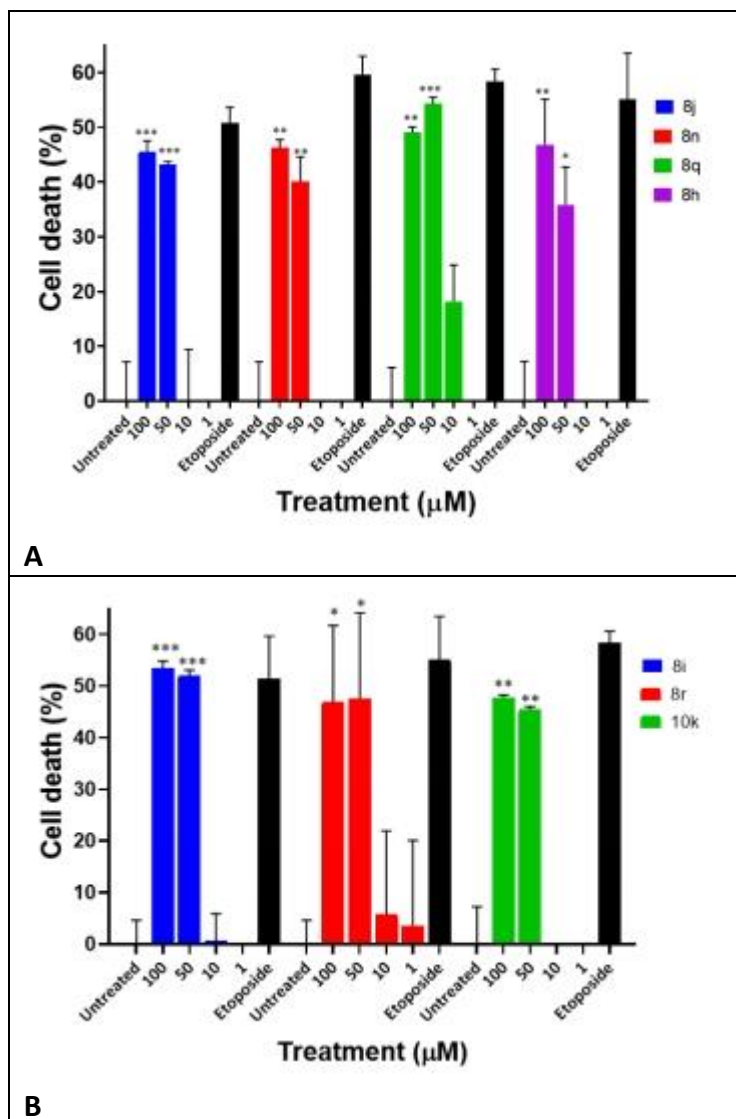 60
50
40
30
20
10
0
Cell death (%)
***
***
**
**
**
***
**
*
8j
8n
8q
8h
Untreated
100
50
10
1
Etoposide
Untreated
100
50
10
1
Etoposide
Untreated
100
50
10
1
Etoposide
Untreated
100
50
10
1
Etoposide
Treatment (μM)
A
60
50
40
30
20
10
0
Cell death (%)
***
***
*
*
**
**
8i
8r
10k
Untreated
100
50
10
1
Etoposide
Untreated
100
50
10
1
Etoposide
Untreated
100
50
10
1
Etoposide
Treatment (μM)
B